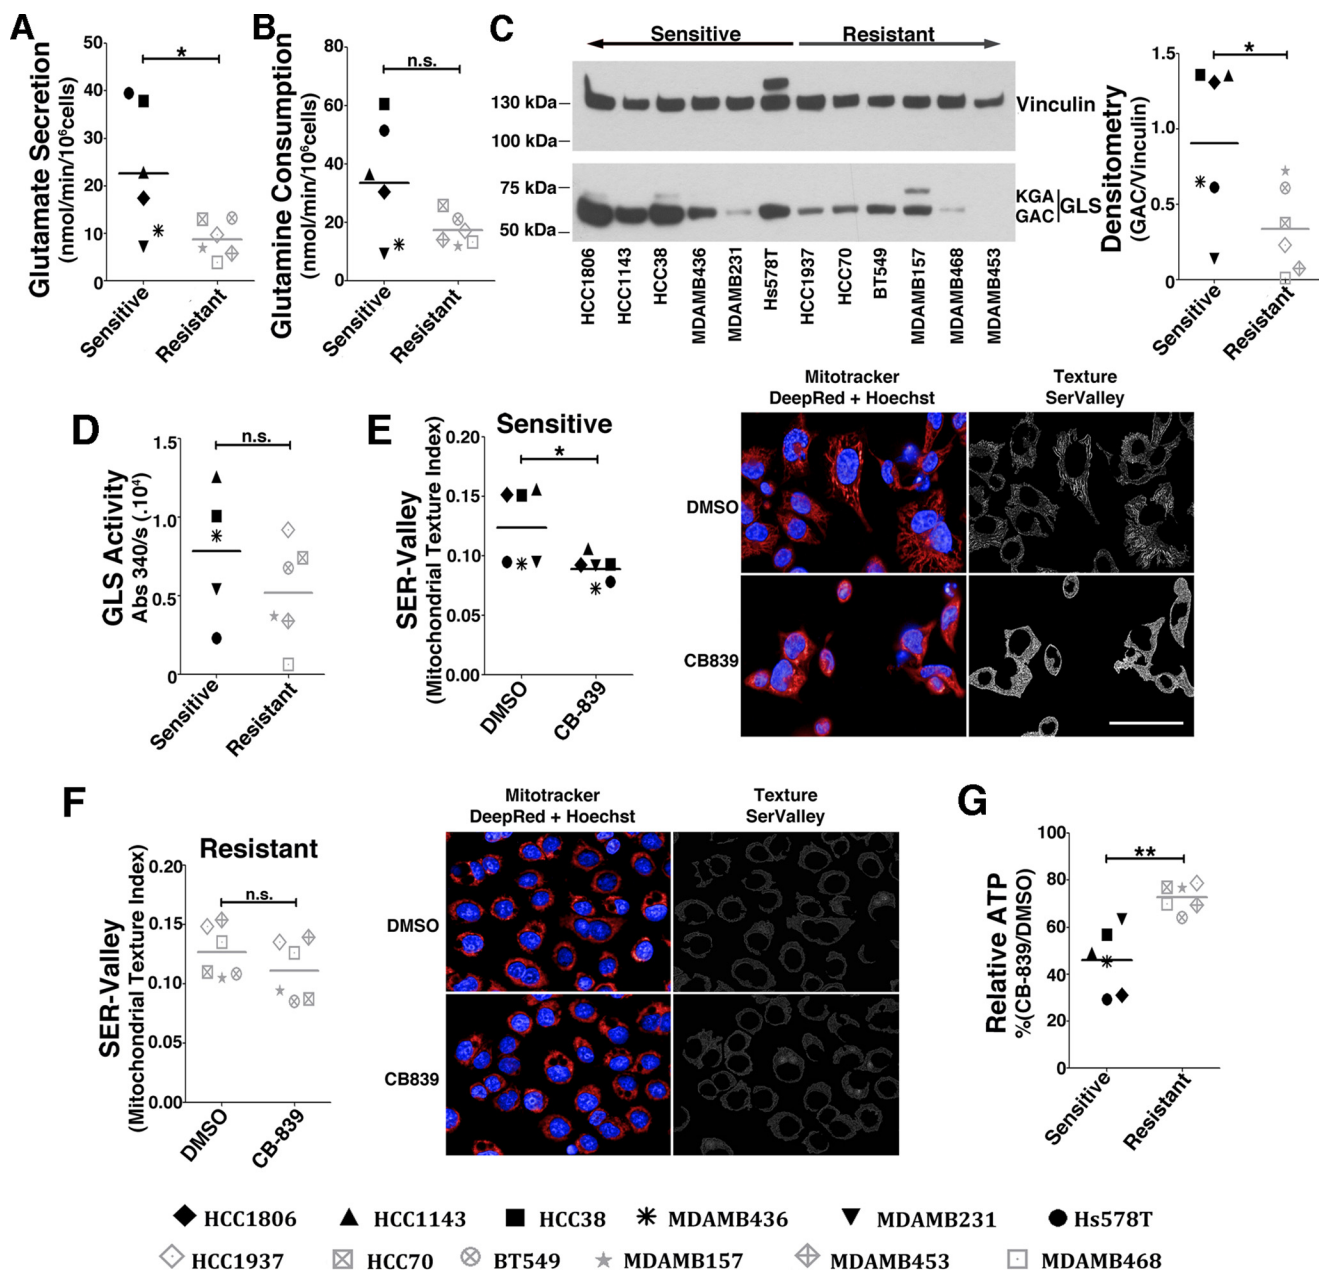 A
Glutamate Secretion
(nmol/min/10⁶cells)
50
40
30
20
10
0
*
Sensitive
Resistant
B
Glutamine Consumption
(nmol/min/10⁶cells)
80
60
40
20
0
n.s.
Sensitive
Resistant
C
Sensitive
Resistant
130 kDa
100 kDa
Vinculin
75 kDa
50 kDa
KGA
GAC
GLS
HCC1806
HCC1143
HCC38
MDAMB436
MDAMB231
Hs578T
HCC1937
HCC70
BT549
MDAMB157
MDAMB468
MDAMB453
Densitometry
(GAC/Vinculin)
1.5
1.0
0.5
0
*
Sensitive
Resistant
D
GLS Activity
Abs 340/s (.10⁴)
1.5
1.0
0.5
0
n.s.
Sensitive
Resistant
E
Sensitive
SER-Valley
(Mitochondrial Texture Index)
0.20
0.15
0.10
0.05
0.00
*
DMSO
CB-839
Mitotracker
DeepRed + Hoechst
Texture
SerValley
DMSO
CB839
F
Resistant
SER-Valley
(Mitochondrial Texture Index)
0.20
0.15
0.10
0.05
0.00
n.s.
DMSO
CB-839
Mitotracker
DeepRed + Hoechst
Texture
SerValley
DMSO
CB839
G
Relative ATP
%(CB-839/DMSO)
100
80
60
40
20
0
**
Sensitive
Resistant
HCC1806 HCC1143 HCC38 MDAMB436 MDAMB231 Hs578T
HCC1937 HCC70 BT549 MDAMB157 MDAMB453 MDAMB468